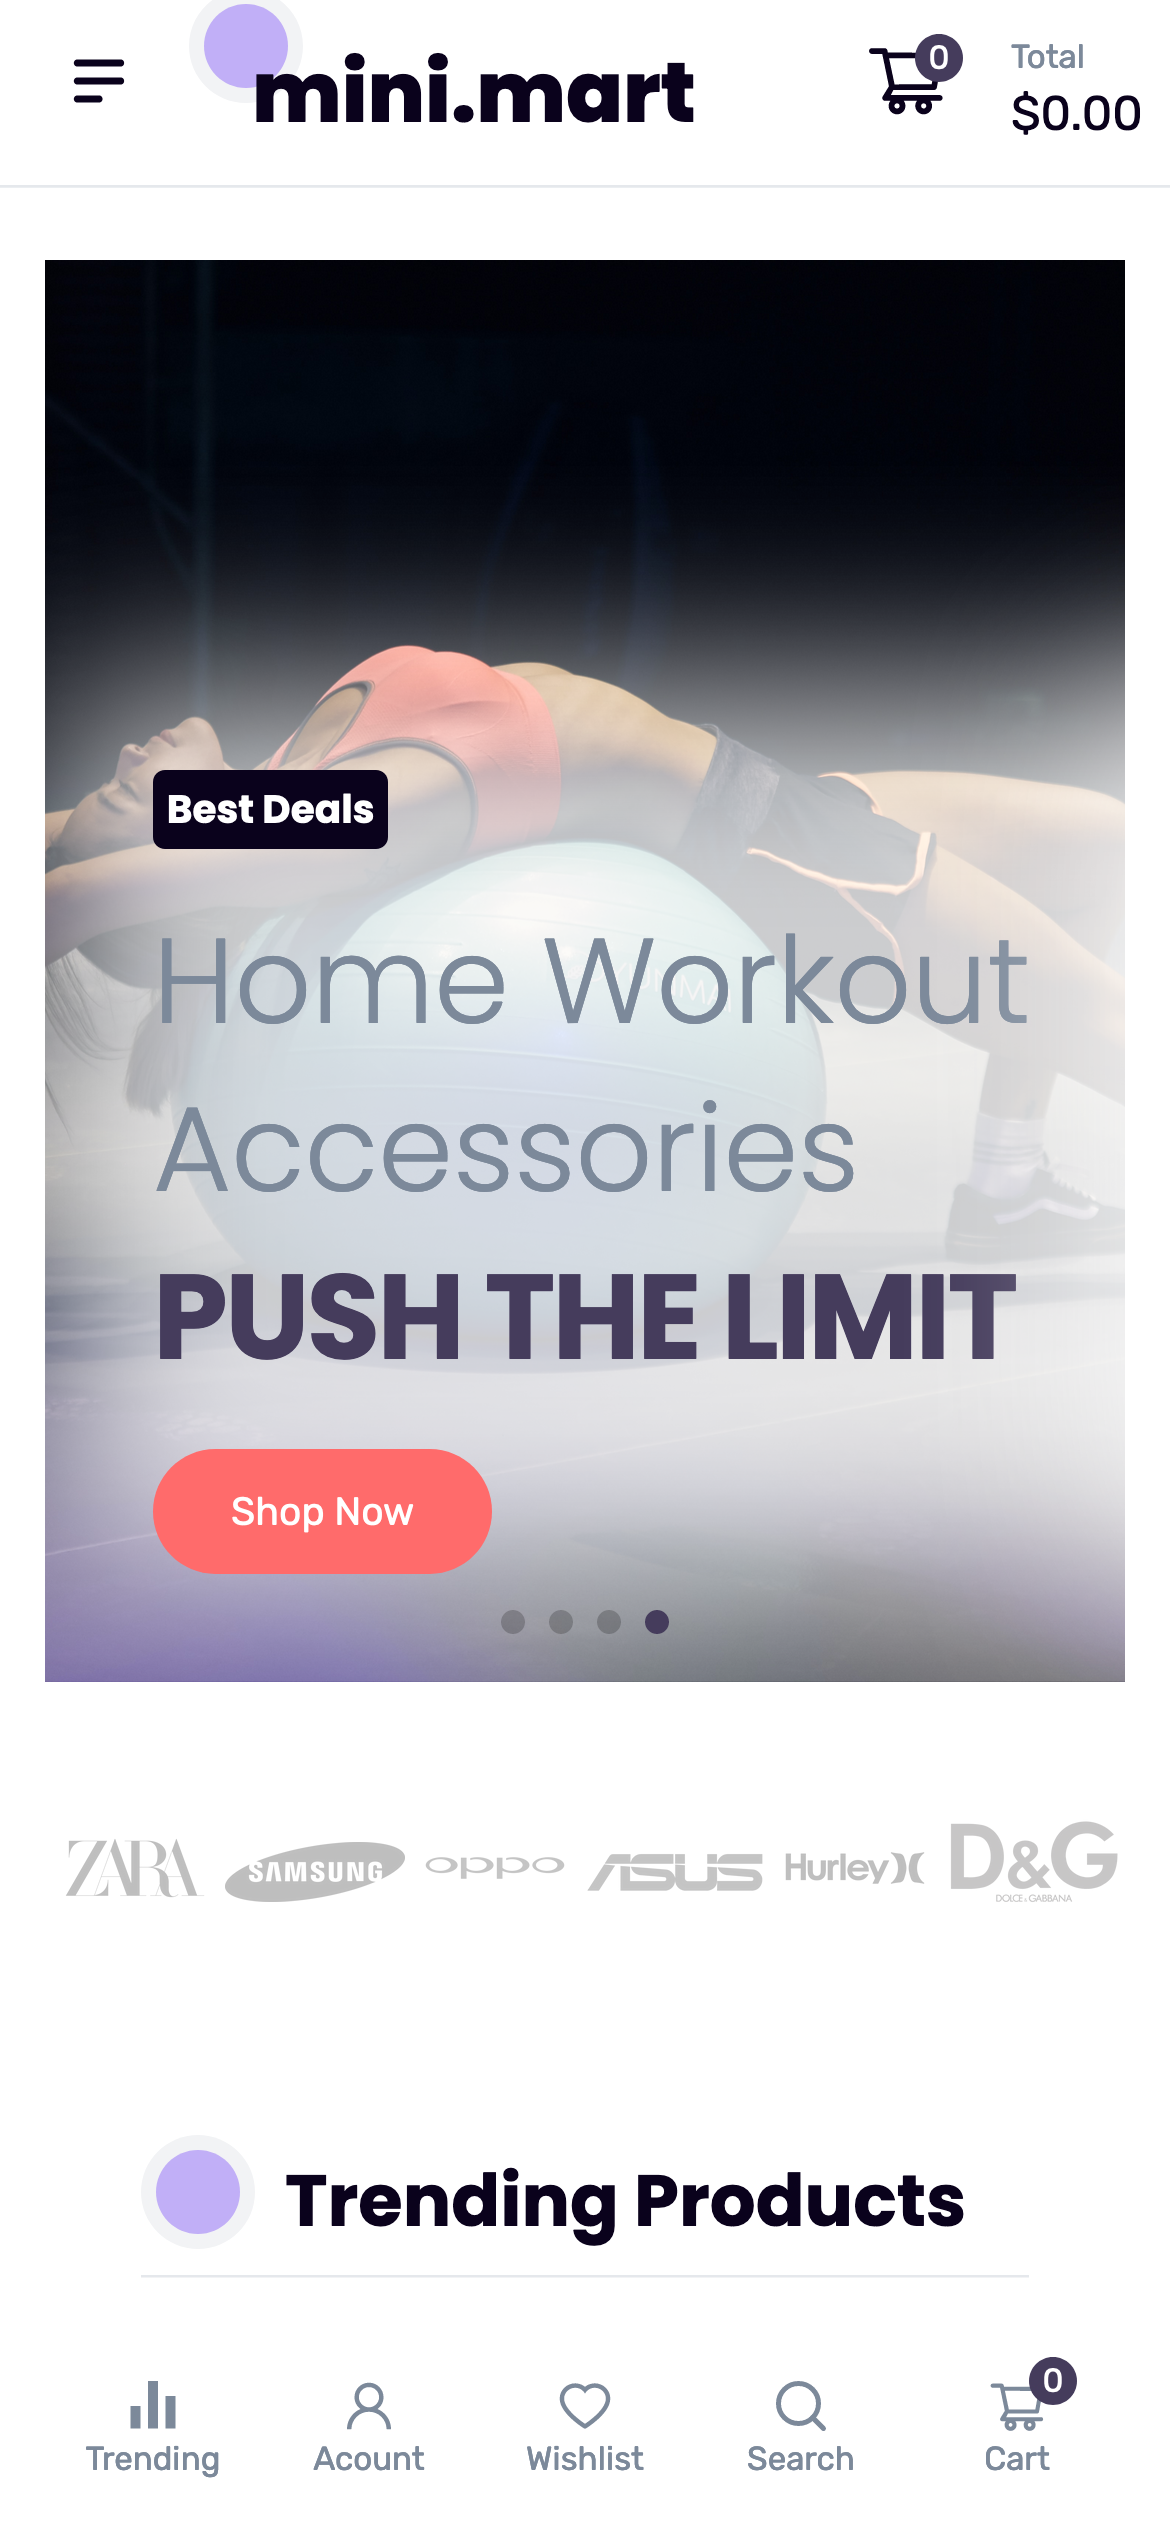 mini.mart
0
Total
$0.00
Best Deals
Home Workout
Accessories
PUSH THE LIMIT
Shop Now
ZARA
SAMSUNG
oppo
ASUS
Hurley
D&G
DOLCE & GABBANA
Trending Products
0
Trending
Acount
Wishlist
Search
Cart